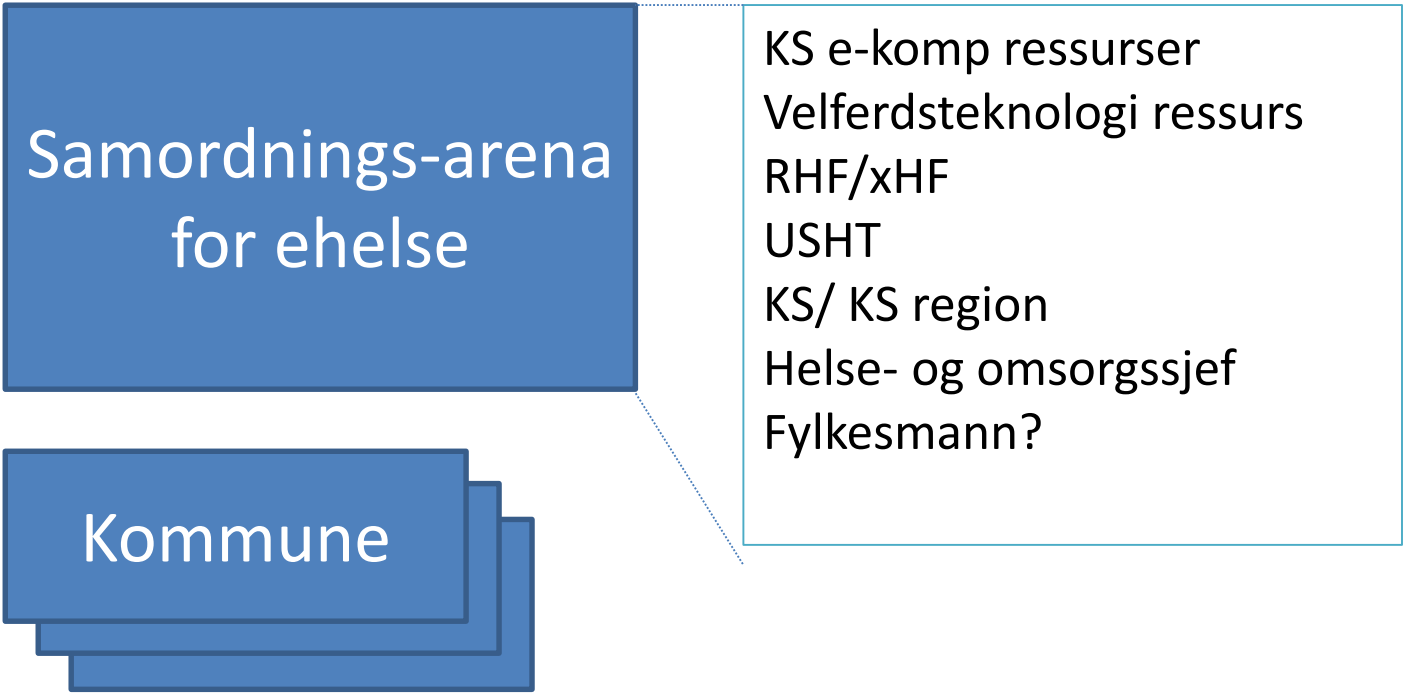 Samordnings-arena
for ehelse
Kommune
KS e-komp ressurser
Velferdsteknologi ressurs
RHF/xHF
USHT
KS/ KS region
Helse- og omsorgssjef
Fylkesmann?